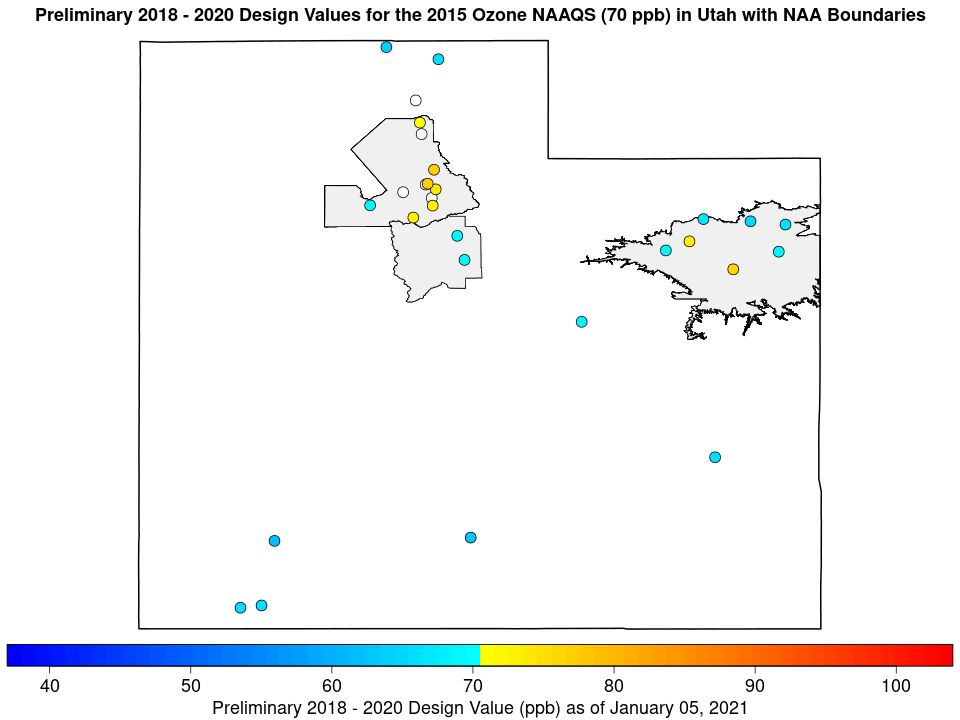 Preliminary 2018 - 2020 Design Values for the 2015 Ozone NAAQS (70 ppb) in Utah with NAA Boundaries
40 50 60 70 80 90 100
Preliminary 2018 - 2020 Design Value (ppb) as of January 05, 2021